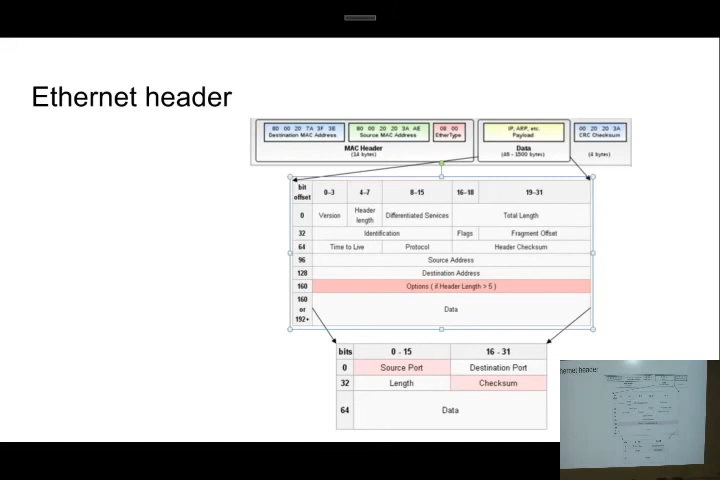 Ethernet header
80 00 20 7A 3F 3E
80 00 20 20 3A AE
08 00
IP, ARP, etc.
00 20 20 3A
Destination MAC Address
Source MAC Address
EtherType
Payload
CRC Checksum
MAC Header
(14 bytes)
Data
(46 - 1500 bytes)
(4 bytes)
bit offset 0–3 4–7 8–15 16–18 19–31
0 Version Header length Differentiated Services Total Length
32 Identification Flags Fragment Offset
64 Time to Live Protocol Header Checksum
96 Source Address
128 Destination Address
160 Options ( if Header Length > 5 )
160 or 192+ Data
bits 0 - 15 16 - 31
0 Source Port Destination Port
32 Length Checksum
64 Data
hernet header